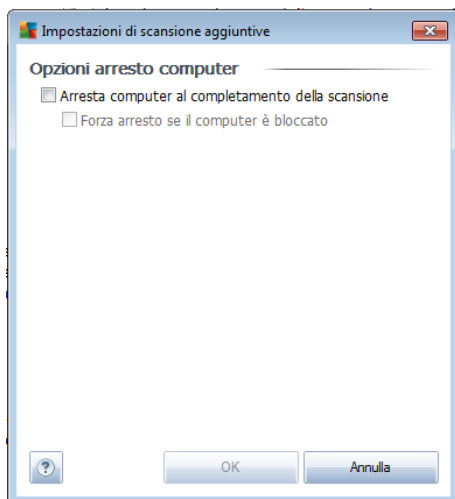 Impostazioni di scansione aggiuntive
Opzioni arresto computer
Arresta computer al completamento della scansione
Forza arresto se il computer è bloccato
?
OK
Annulla